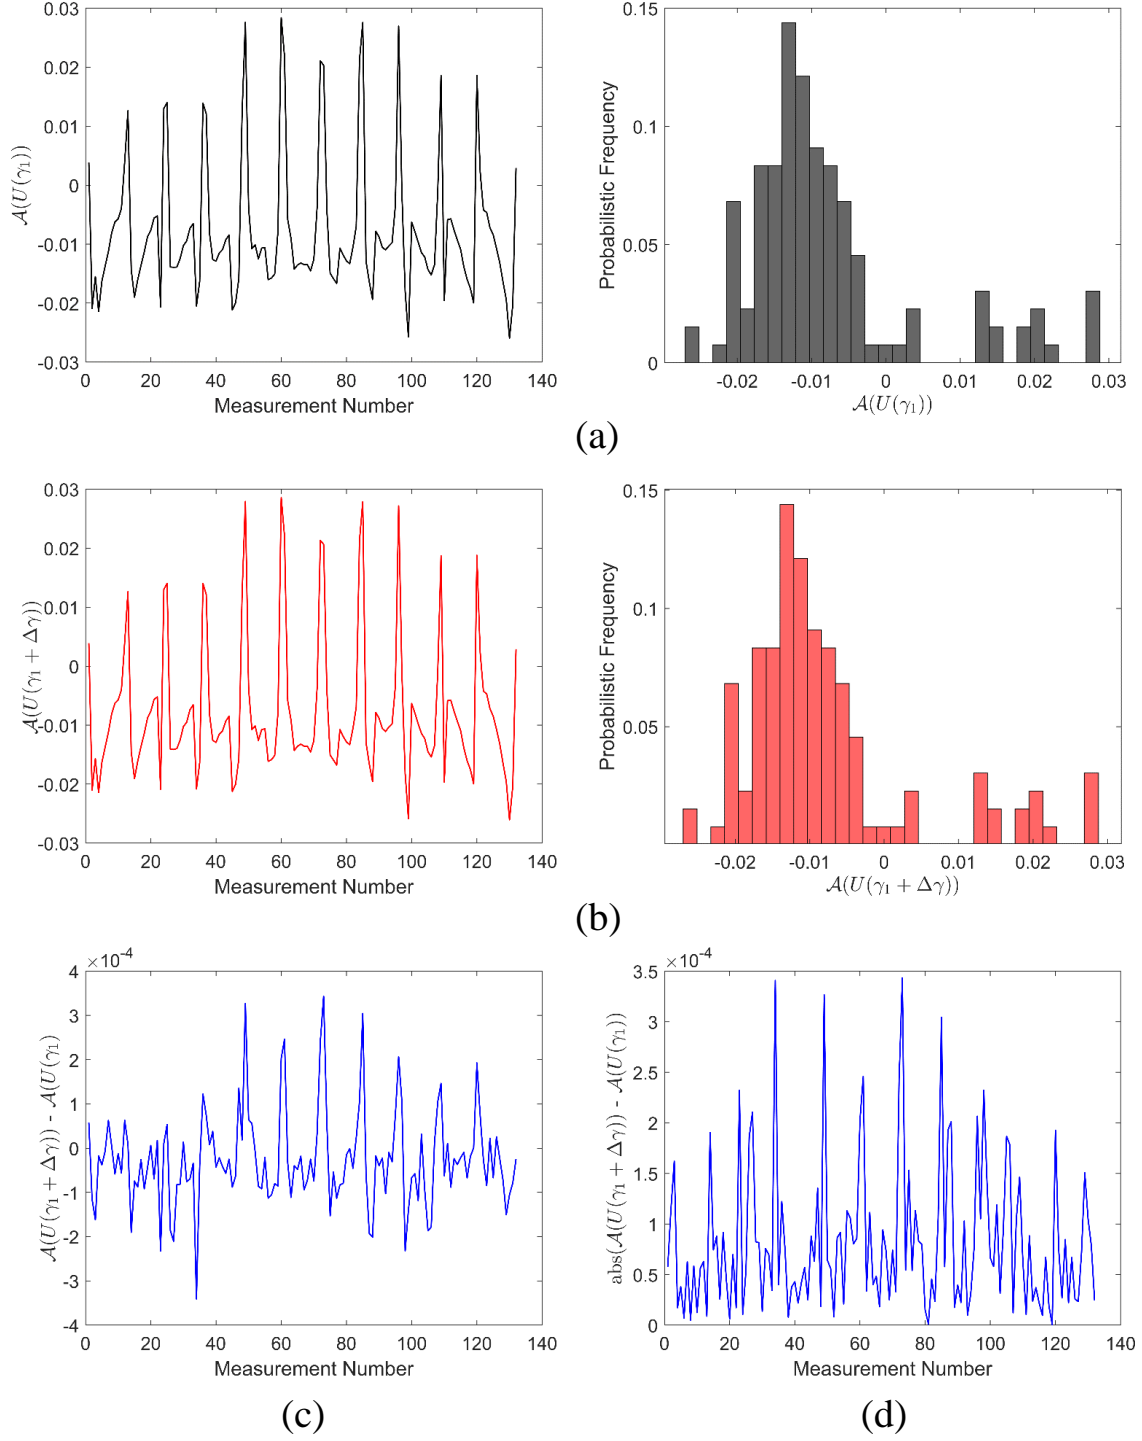 0.03
0.02
0.01
0
-0.01
-0.02
-0.03
0 20 40 60 80 100 120 140
Measurement Number
𝒜(U(γ₁))
0.15
0.1
0.05
0
-0.02 -0.01 0 0.01 0.02 0.03
𝒜(U(γ₁))
Probabilistic Frequency
(a)
0.03
0.02
0.01
0
-0.01
-0.02
-0.03
0 20 40 60 80 100 120 140
Measurement Number
𝒜(U(γ₁ + Δγ))
0.15
0.1
0.05
-0.02 -0.01 0 0.01 0.02 0.03
𝒜(U(γ₁ + Δγ))
Probabilistic Frequency
(b)
×10⁻⁴
4
3
2
1
0
-1
-2
-3
-4
0 20 40 60 80 100 120 140
Measurement Number
𝒜(U(γ₁ + Δγ)) - 𝒜(U(γ₁)
(c)
×10⁻⁴
3.5
3
2.5
2
1.5
1
0.5
0
0 20 40 60 80 100 120 140
Measurement Number
abs(𝒜(U(γ₁ + Δγ)) - 𝒜(U(γ₁))
(d)